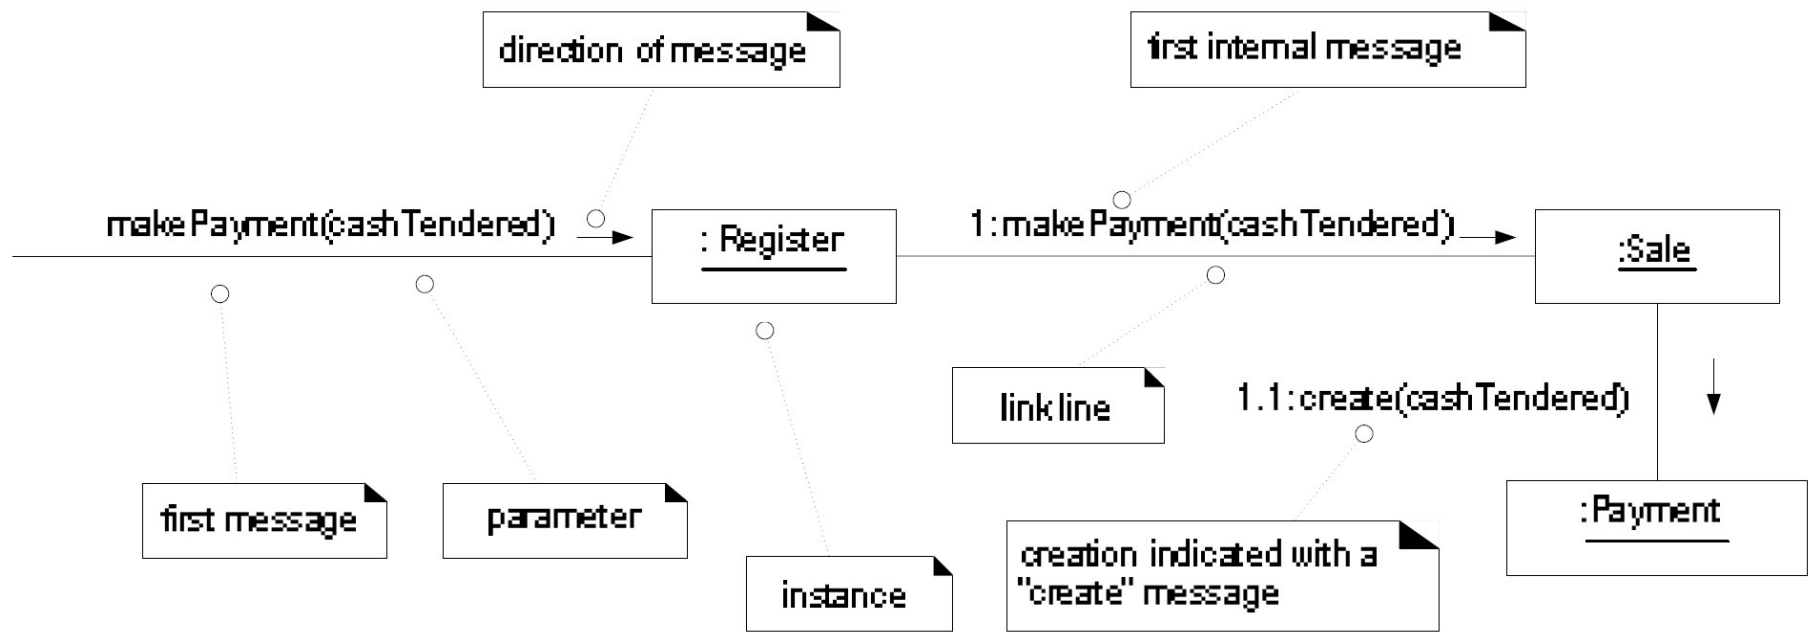 direction of message
first internal message
makePayment(cashTendered)
: Register
1: makePayment(cashTendered)
:Sale
link line
1.1: create(cashTendered)
first message
parameter
:Payment
creation indicated with a
"create" message
instance